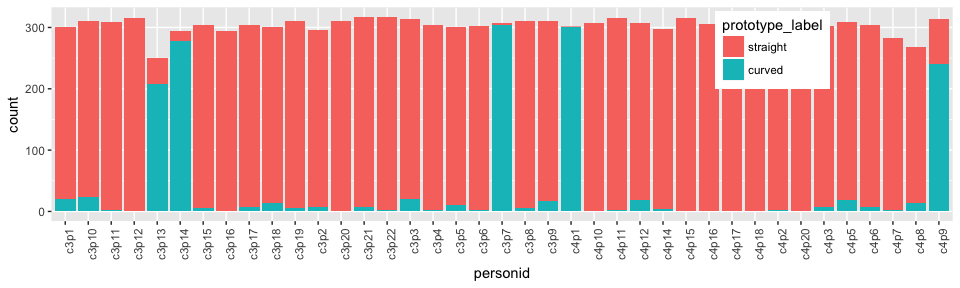 prototype_label
straight
curved
count
300
200
100
0
c3p1 c3p10 c3p11 c3p12 c3p13 c3p14 c3p15 c3p16 c3p17 c3p18 c3p19 c3p2 c3p20 c3p21 c3p22 c3p3 c3p5 c3p6 c3p7 c3p8 c3p9 c4p1 c4p10 c4p11 c4p12 c4p14 c4p15 c4p16 c4p17 c4p18 c4p2 c4p20 c4p3 c4p5 c4p6 c4p7 c4p8 c4p9
personid